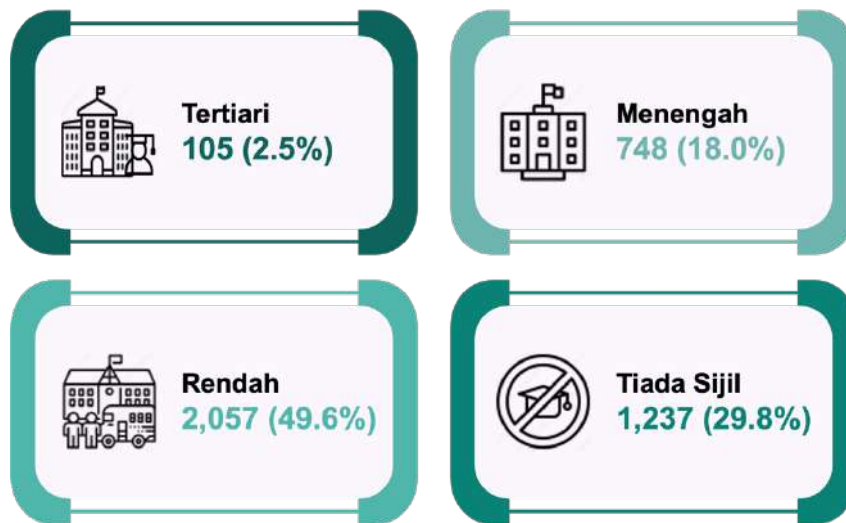 Tertiari
105 (2.5%)
Menengah
748 (18.0%)
Rendah
2,057 (49.6%)
Tiada Sijil
1,237 (29.8%)